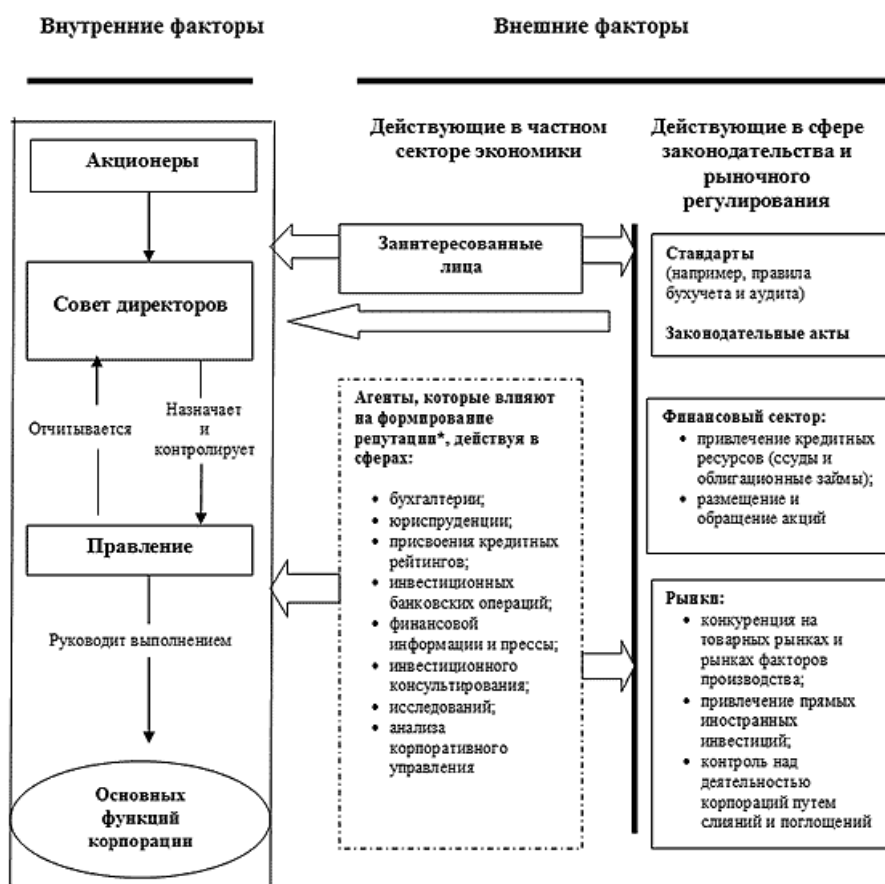 Внутренние факторы
Внешние факторы
Акционеры
Совет директоров
Отчитывается
Назначает
и
контролирует
Правление
Руководит выполнением
Основных
функций
корпорации
Действующие в частном
секторе экономики
Заинтересованные
лица
Агенты, которые влияют
на формирование
репутации*, действуя в
сферах:
• бухгалтерии;
• юриспруденции;
• присвоения кредитных
рейтингов;
• инвестиционных
банковских операций;
• финансовой
информации и прессы;
• инвестиционного
консультирования;
• исследований;
• анализа
корпоративного
управления
Действующие в сфере
законодательства и
рыночного
регулирования
Стандарты
(например, правила
бухучета и аудита)
Законодательные акты
Финансовый сектор:
• привлечение кредитных
ресурсов (ссуды и
облигационные займы);
• размещение и
обращение акций
Рынки:
• конкуренция на
товарных рынках и
рынках факторов
производства;
• привлечение прямых
иностранных
инвестиций;
• контроль над
деятельностью
корпораций путем
слияний и поглощений